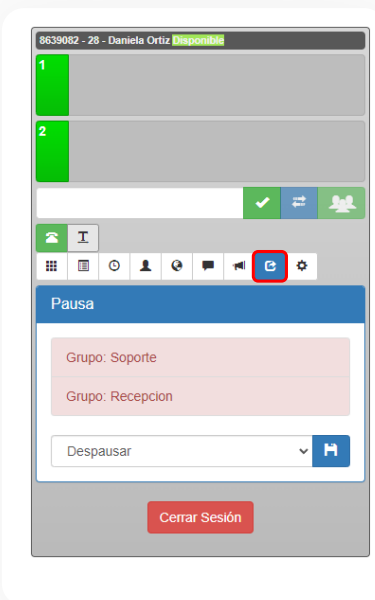 8639082 - 28 - Daniela Ortiz Disponible
1
2
T
Pausa
Grupo: Soporte
Grupo: Recepcion
Despausar
Cerrar Sesión